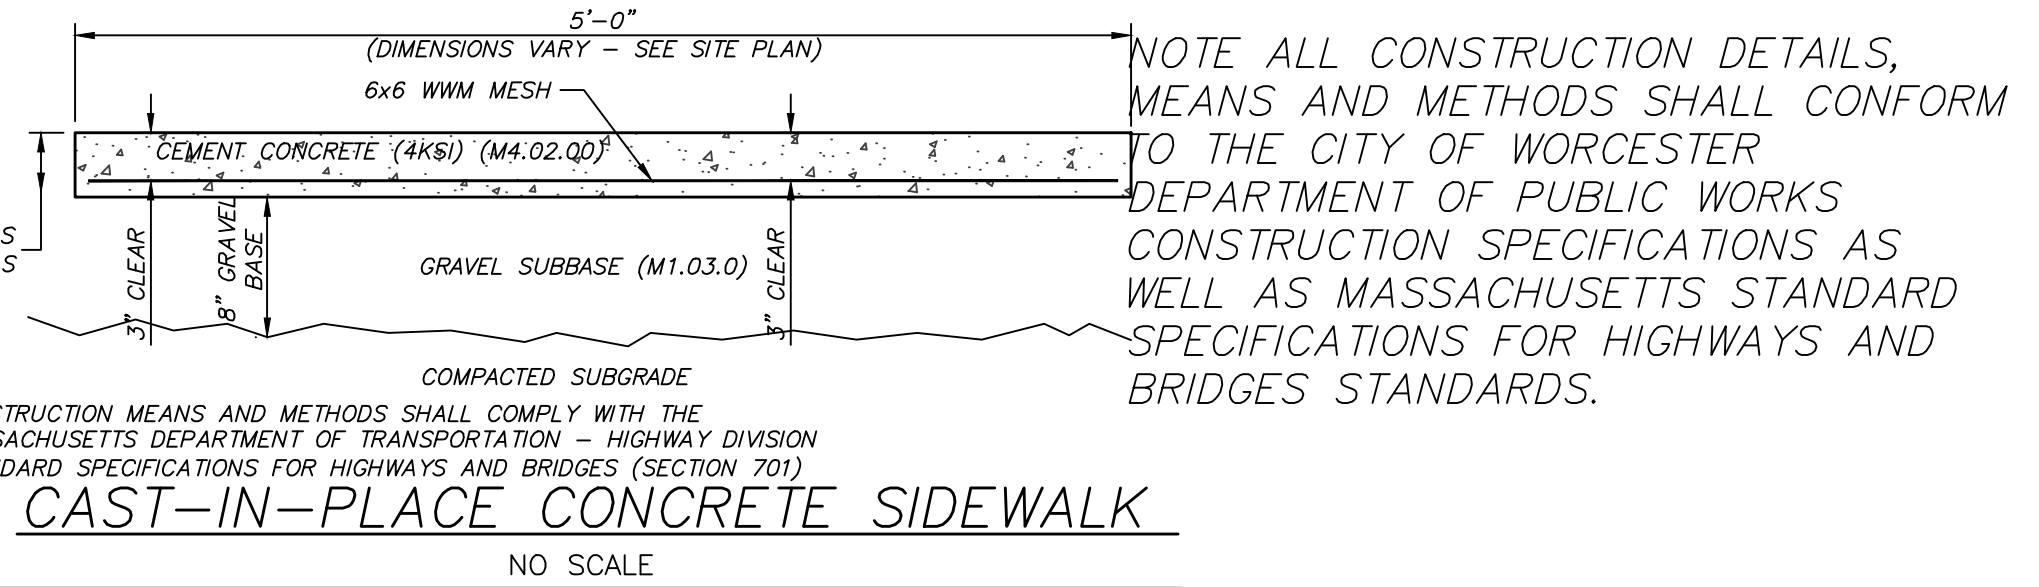 5'-0"
(DIMENSIONS VARY – SEE SITE PLAN)
6x6 WWM MESH
CEMENT CONCRETE (4KSI) (M4.02.00)
S
S
3" CLEAR
8" GRAVEL
BASE
GRAVEL SUBBASE (M1.03.0)
3" CLEAR
COMPACTED SUBGRADE
STRUCTION MEANS AND METHODS SHALL COMPLY WITH THE
SACHUSETTS DEPARTMENT OF TRANSPORTATION – HIGHWAY DIVISION
DARD SPECIFICATIONS FOR HIGHWAYS AND BRIDGES (SECTION 701)
CAST-IN-PLACE CONCRETE SIDEWALK
NO SCALE
NOTE ALL CONSTRUCTION DETAILS,
MEANS AND METHODS SHALL CONFORM
TO THE CITY OF WORCESTER
DEPARTMENT OF PUBLIC WORKS
CONSTRUCTION SPECIFICATIONS AS
WELL AS MASSACHUSETTS STANDARD
SPECIFICATIONS FOR HIGHWAYS AND
BRIDGES STANDARDS.